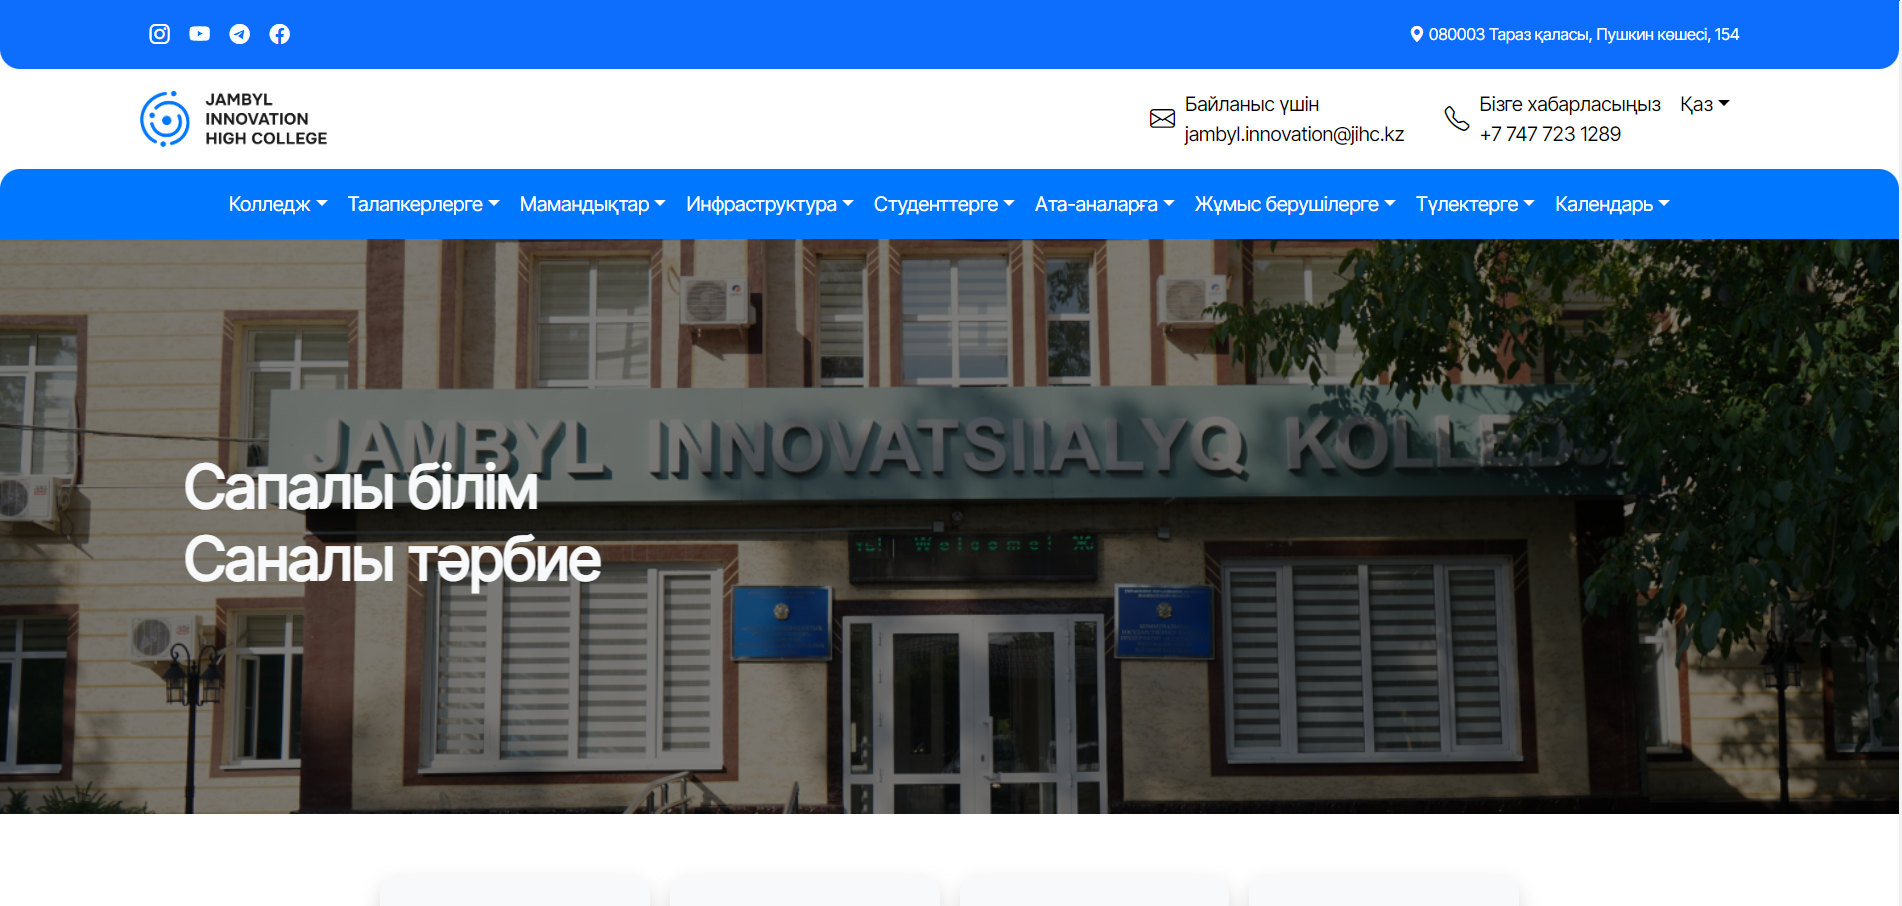 080003 Тараз қаласы, Пушкин көшесі, 154
JAMBYL
INNOVATION
HIGH COLLEGE
Байланыс үшін
jambyl.innovation@jihc.kz
Бізге хабарласыңыз
+7 747 723 1289
Қаз
Колледж Талапкерлерге Мамандықтар Инфраструктура Студенттерге Ата-аналарға Жұмыс берушілерге Түлектерге Календарь
JAMBYL INNOVATSIIALYQ
Сапалы білім
Саналы тәрбие
Welcome!